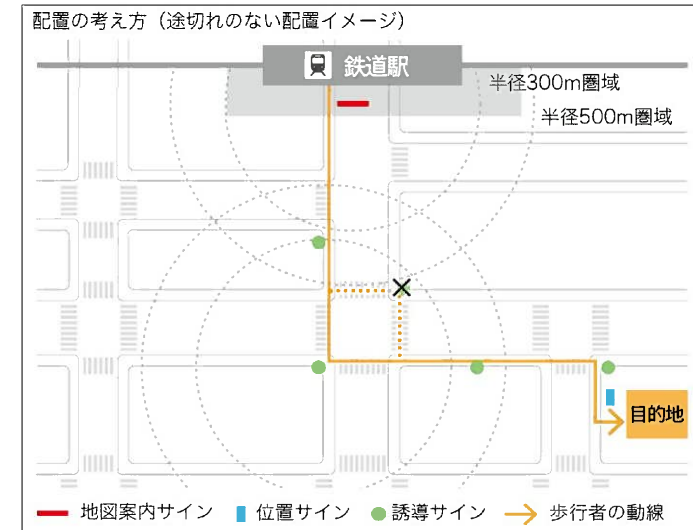 配置の考え方（途切れのない配置イメージ）
鉄道駅
半径300m圏域
半径500m圏域
目的地
地図案内サイン 位置サイン 誘導サイン 歩行者の動線